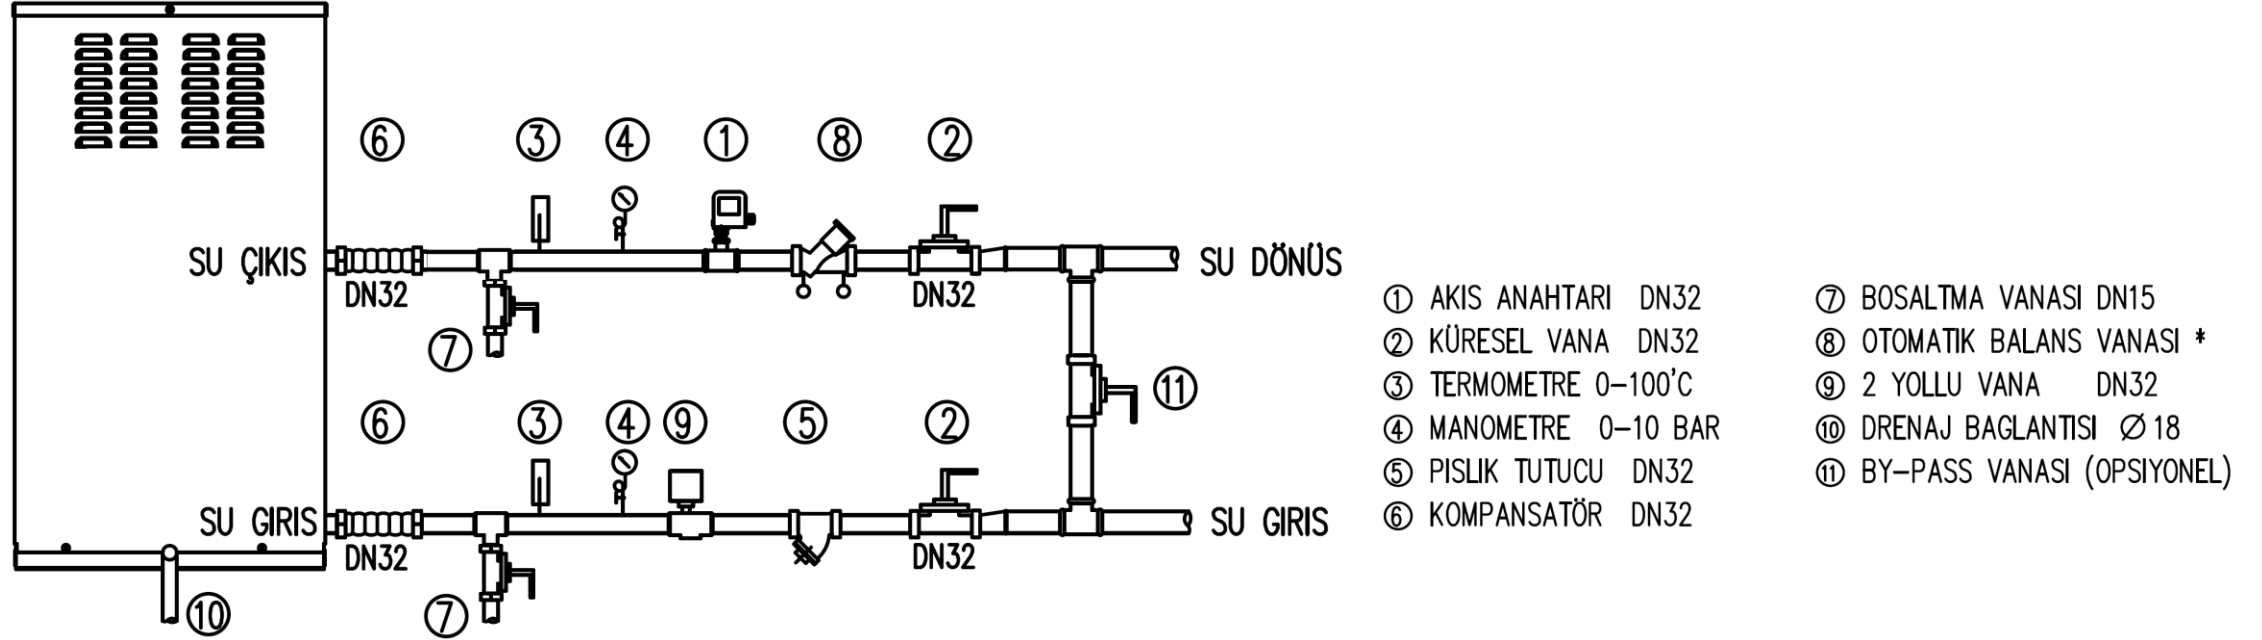 ⑥ ③ ④ ① ⑧ ②
SU ÇIKIS
SU DÖNÜS
DN32
DN32
⑦
⑪
⑥ ③ ④ ⑨ ⑤ ②
SU GIRIS
SU GIRIS
DN32
DN32
⑩
⑦
① AKIS ANAHTARI DN32
② KÜRESEL VANA DN32
③ TERMOMETRE 0-100'C
④ MANOMETRE 0-10 BAR
⑤ PISLIK TUTUCU DN32
⑥ KOMPANSATÖR DN32
⑦ BOSALTMA VANASI DN15
⑧ OTOMATIK BALANS VANASI *
⑨ 2 YOLLU VANA DN32
⑩ DRENAJ BAGLANTISI Ø 18
⑪ BY-PASS VANASI (OPSIYONEL)